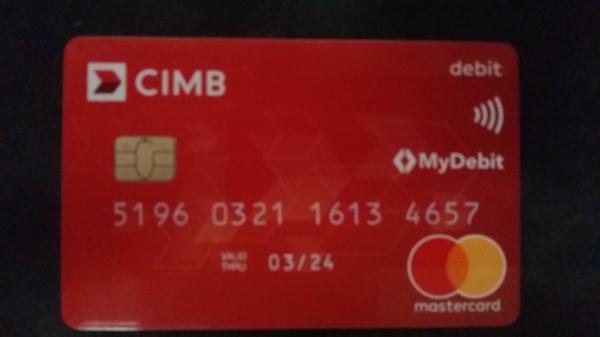 CIMB
debit
MyDebit
5196 0321 1613 4657
VALID THRU 03/24
mastercard